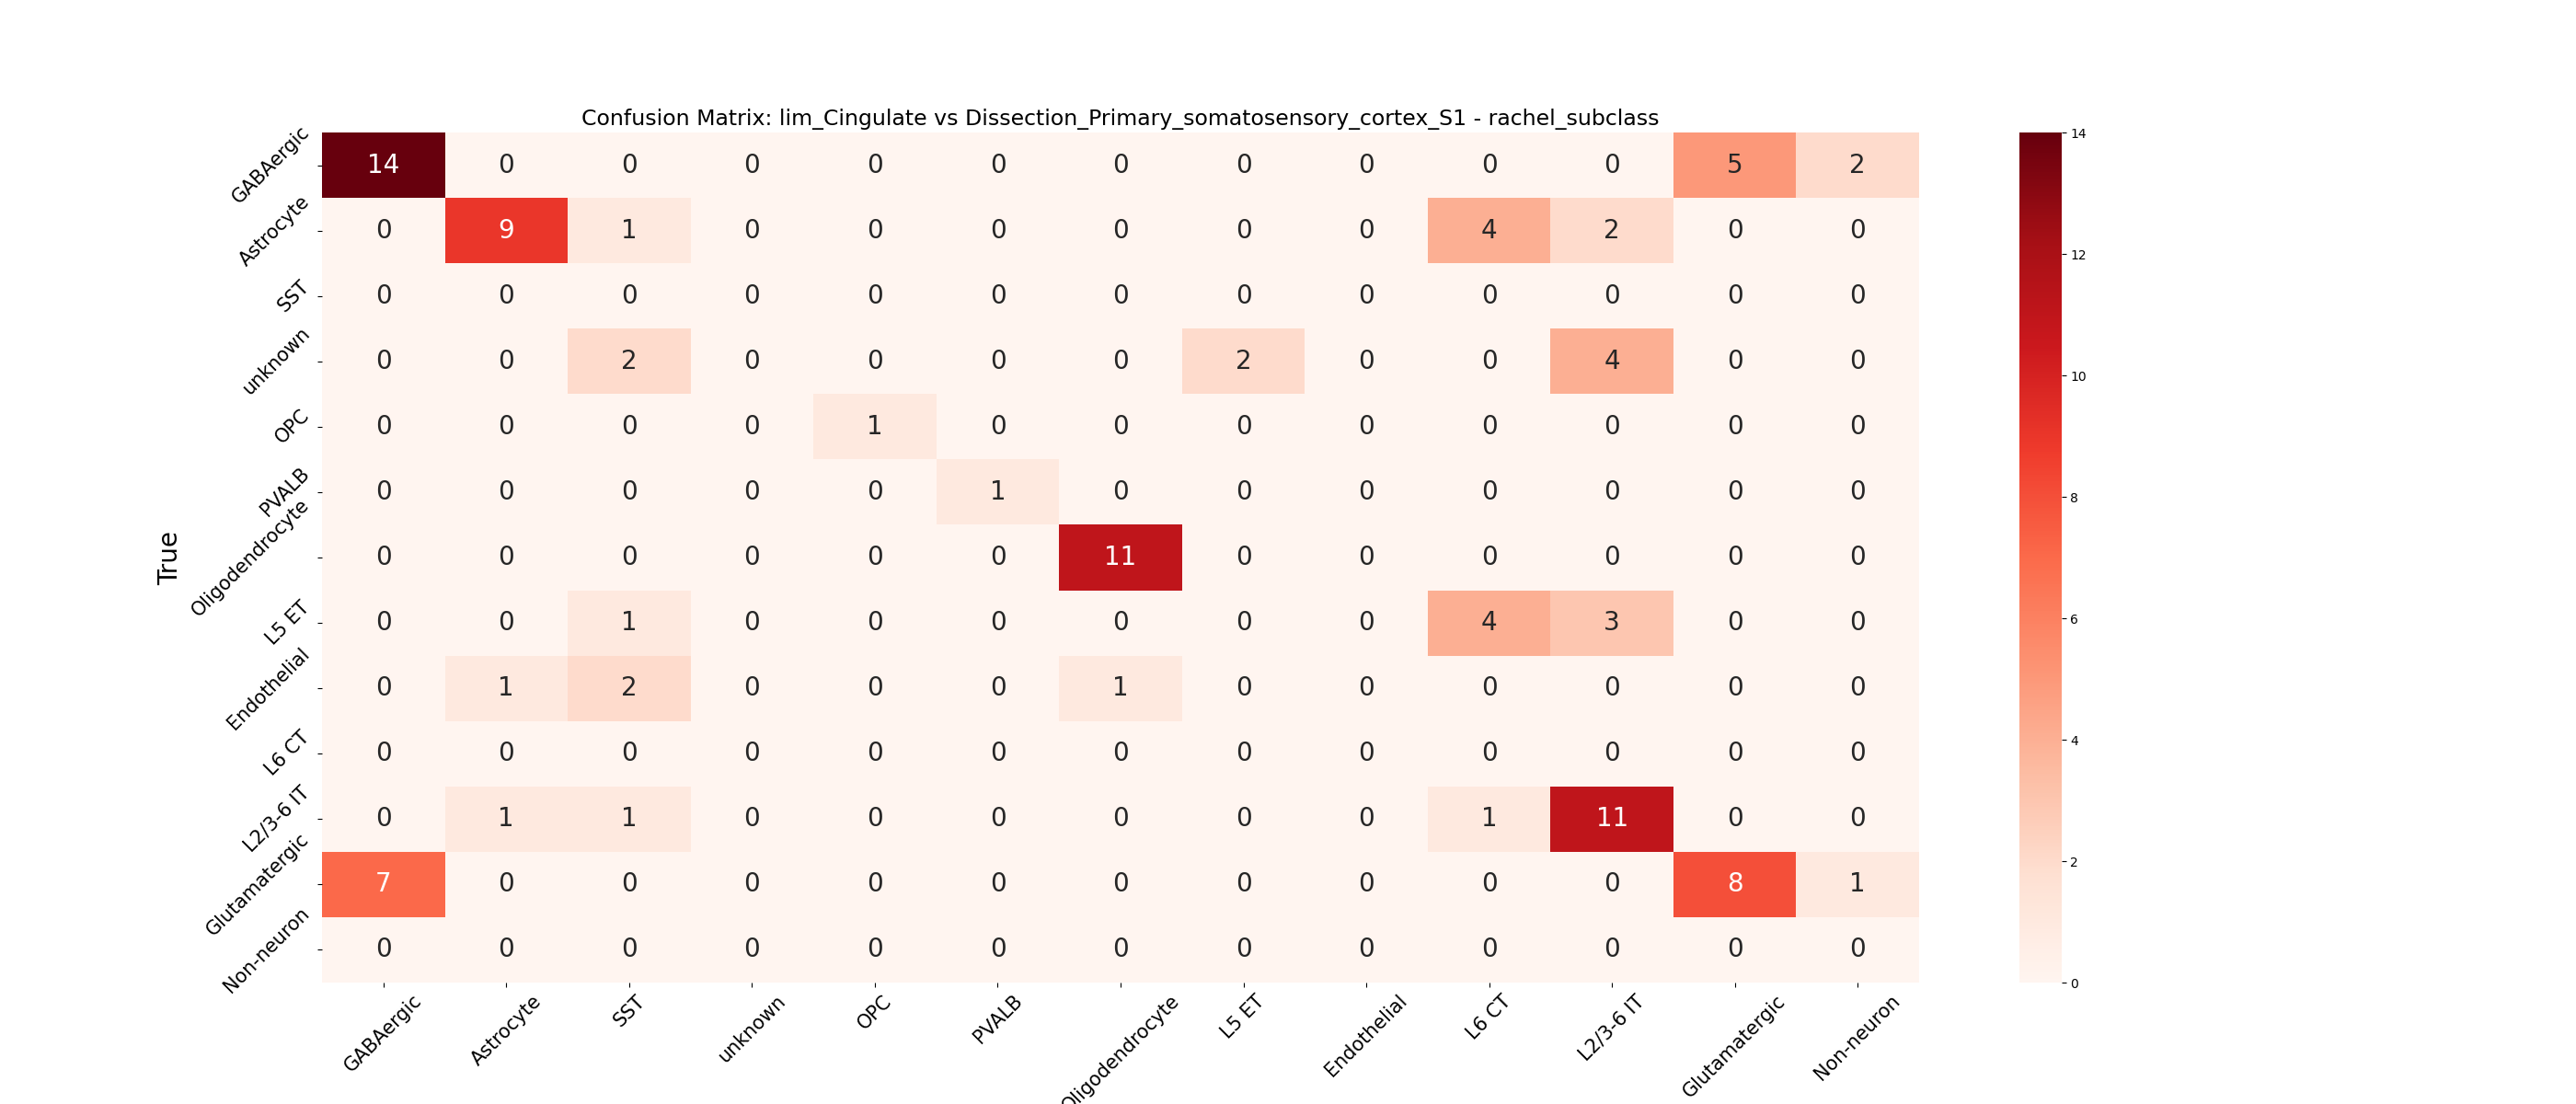 Confusion Matrix: lim_Cingulate vs Dissection_Primary_somatosensory_cortex_S1 - rachel_subclass
True
GABAergic 14 0 0 0 0 0 0 0 0 0 0 5 2
Astrocyte 0 9 1 0 0 0 0 0 0 4 2 0 0
SST 0 0 0 0 0 0 0 0 0 0 0 0 0
unknown 0 0 2 0 0 0 0 2 0 0 4 0 0
OPC 0 0 0 0 1 0 0 0 0 0 0 0 0
PVALB 0 0 0 0 0 1 0 0 0 0 0 0 0
Oligodendrocyte 0 0 0 0 0 0 11 0 0 0 0 0 0
L5 ET 0 0 1 0 0 0 0 0 0 4 3 0 0
Endothelial 0 1 2 0 0 0 1 0 0 0 0 0 0
L6 CT 0 0 0 0 0 0 0 0 0 0 0 0 0
L2/3-6 IT 0 1 1 0 0 0 0 0 0 1 11 0 0
Glutamatergic 7 0 0 0 0 0 0 0 0 0 0 8 1
Non-neuron 0 0 0 0 0 0 0 0 0 0 0 0 0
GABAergic Astrocyte SST unknown OPC PVALB Oligodendrocyte L5 ET Endothelial L6 CT L2/3-6 IT Glutamatergic Non-neuron
14
12
10
8
6
4
2
0